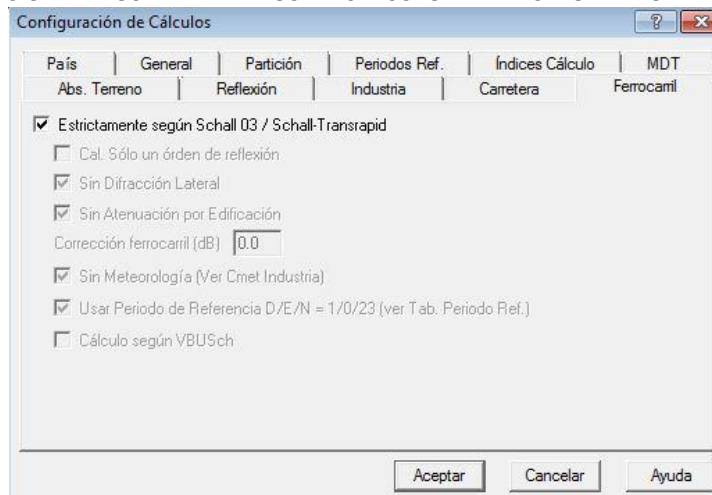 Configuración de Cálculos
País General Partición Periodos Ref. Índices Cálculo MDT
Abs. Terreno Reflexión Industria Carretera Ferrocarril
Estrictamente según Schall 03 / Schall-Transrapid
Cal. Sólo un órden de reflexión
Sin Difracción Lateral
Sin Atenuación por Edificación
Corrección ferrocarril (dB) 0.0
Sin Meteorología (Ver Cmet Industria)
Usar Periodo de Referencia D/E/N = 1/0/23 (ver Tab. Periodo Ref.)
Cálculo según VBUSch
Aceptar Cancelar Ayuda